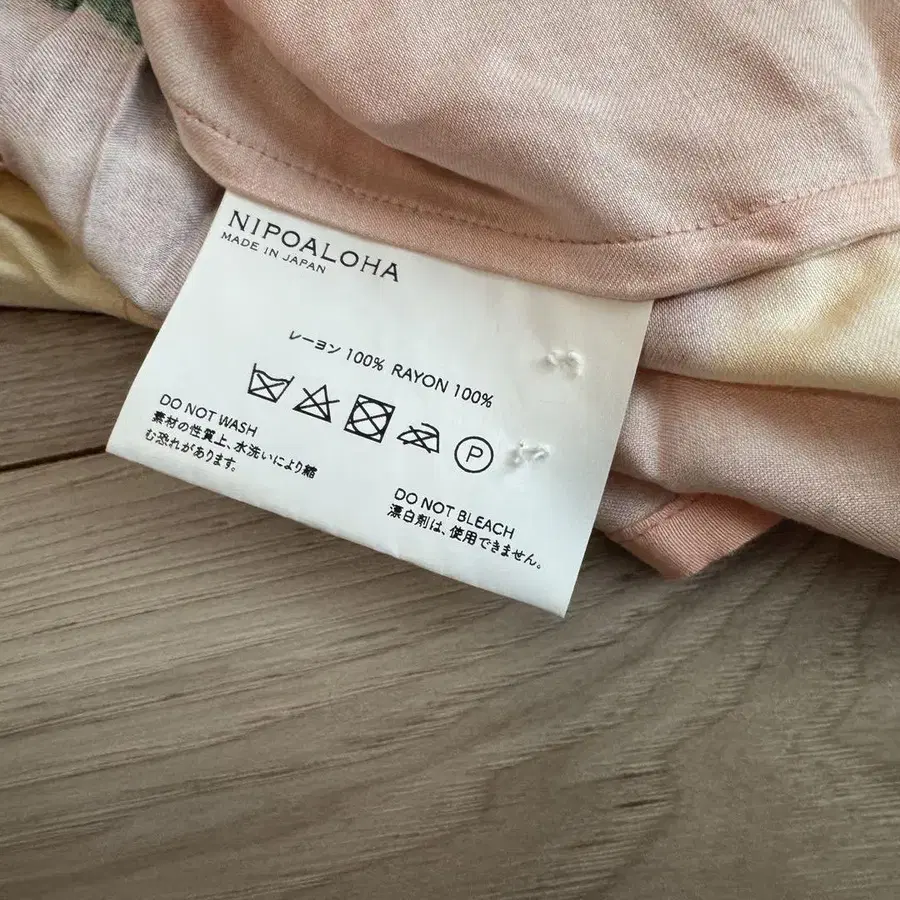 NIPOALOHA
MADE IN JAPAN
レーヨン 100% RAYON 100%
P
DO NOT WASH
素材の性質上、水洗いにより縮
む恐れがあります。
DO NOT BLEACH
漂白剤は、使用できません。